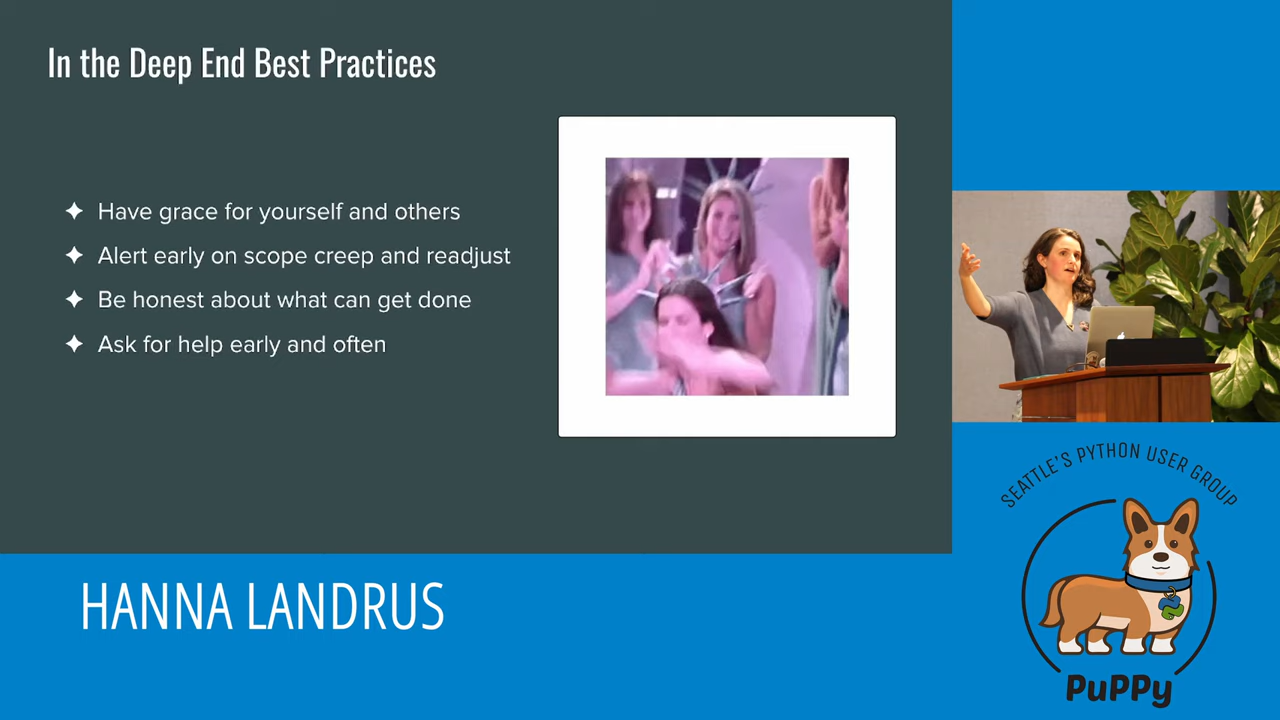 In the Deep End Best Practices
✦ Have grace for yourself and others
✦ Alert early on scope creep and readjust
✦ Be honest about what can get done
✦ Ask for help early and often
HANNA LANDRUS
SEATTLE'S PYTHON USER GROUP
PuPPy